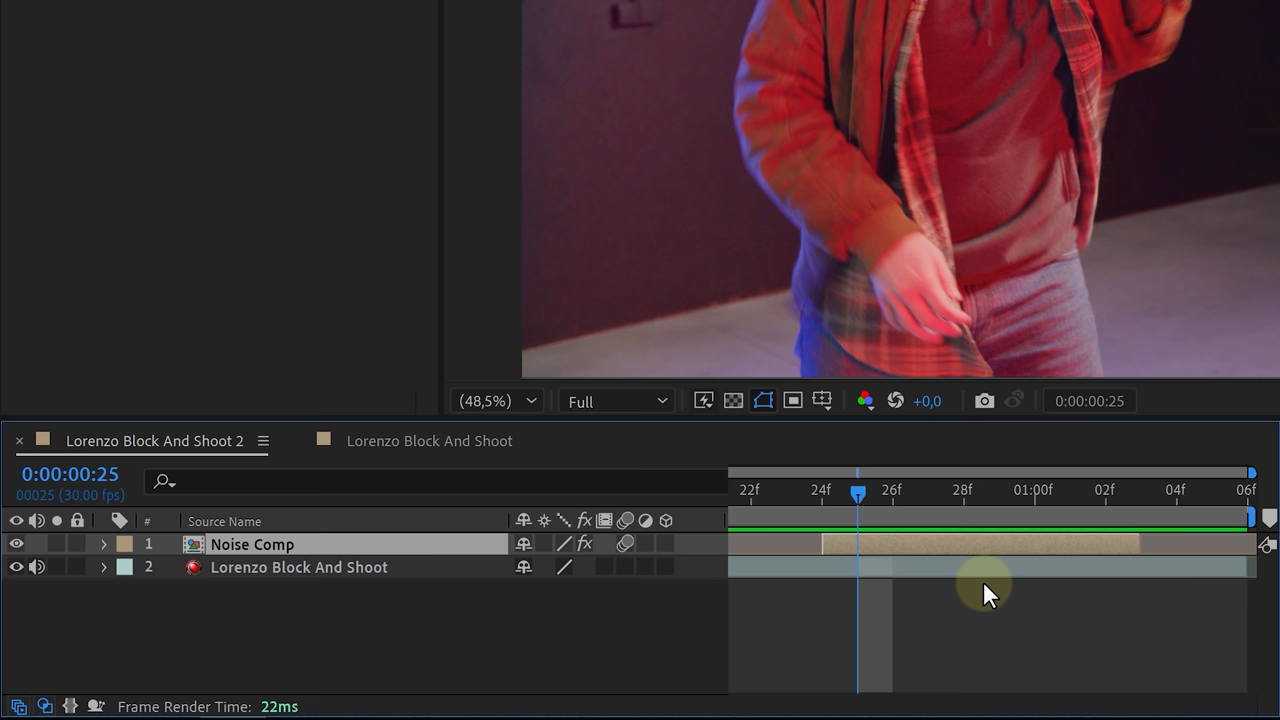 (48,5%)
Full
+0,0
0:00:00:25
Lorenzo Block And Shoot 2
Lorenzo Block And Shoot
0:00:00:25
00025 (30.00 fps)
22f 24f 26f 28f 01:00f 02f 04f 06f
# Source Name
fx
1 Noise Comp
fx
2 Lorenzo Block And Shoot
Frame Render Time: 22ms